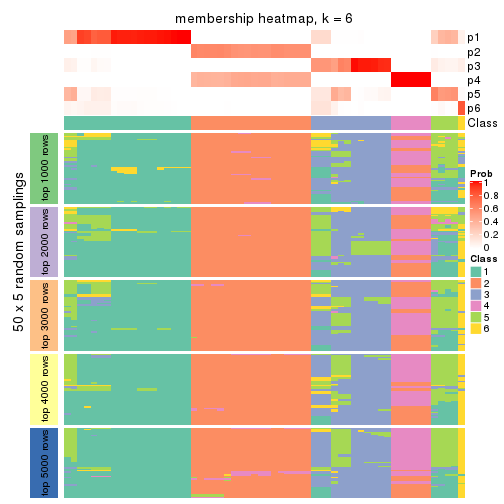 membership heatmap, k = 6
p1
p2
p3
p4
p5
p6
Class
50 x 5 random samplings
top 1000 rows
top 2000 rows
top 3000 rows
top 4000 rows
top 5000 rows
Prob
1
0.8
0.6
0.4
0.2
0
Class
1
2
3
4
5
6